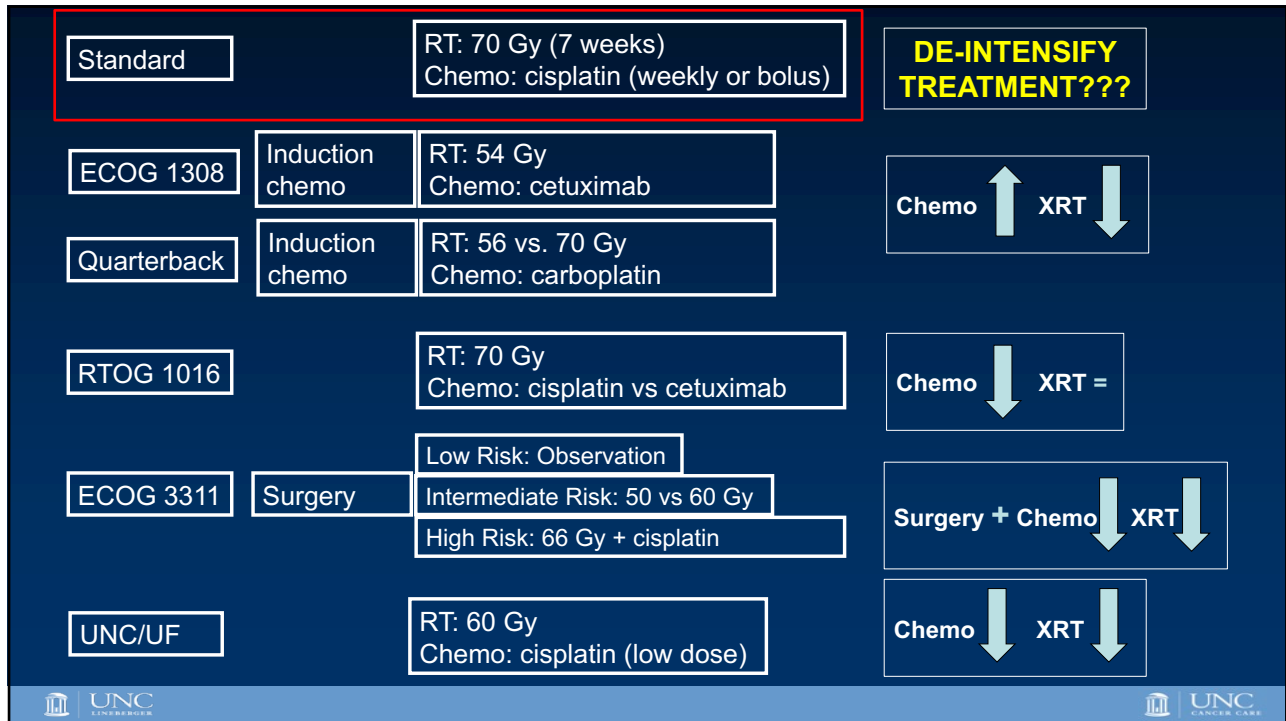 Standard
RT: 70 Gy (7 weeks)
Chemo: cisplatin (weekly or bolus)
DE-INTENSIFY
TREATMENT???
ECOG 1308
Induction
chemo
RT: 54 Gy
Chemo: cetuximab
Chemo XRT
Quarterback
Induction
chemo
RT: 56 vs. 70 Gy
Chemo: carboplatin
RTOG 1016
RT: 70 Gy
Chemo: cisplatin vs cetuximab
Chemo XRT =
ECOG 3311
Surgery
Low Risk: Observation
Intermediate Risk: 50 vs 60 Gy
High Risk: 66 Gy + cisplatin
Surgery + Chemo XRT
UNC/UF
RT: 60 Gy
Chemo: cisplatin (low dose)
Chemo XRT
UNC
LINEBERGER
UNC
CANCER CARE